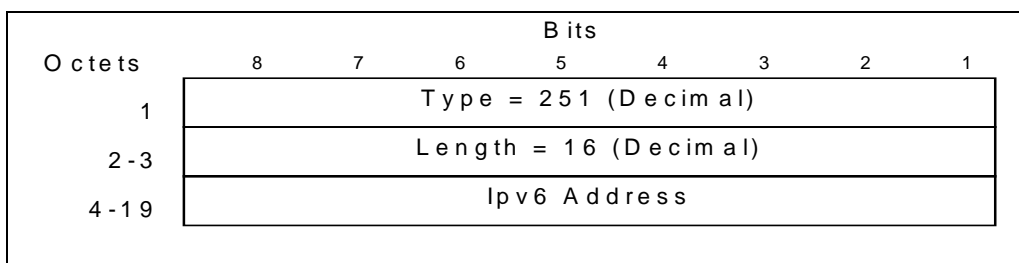 Bits
Octets 8 7 6 5 4 3 2 1
1 Type = 251 (Decimal)
2-3 Length = 16 (Decimal)
4-19 Ipv6 Address